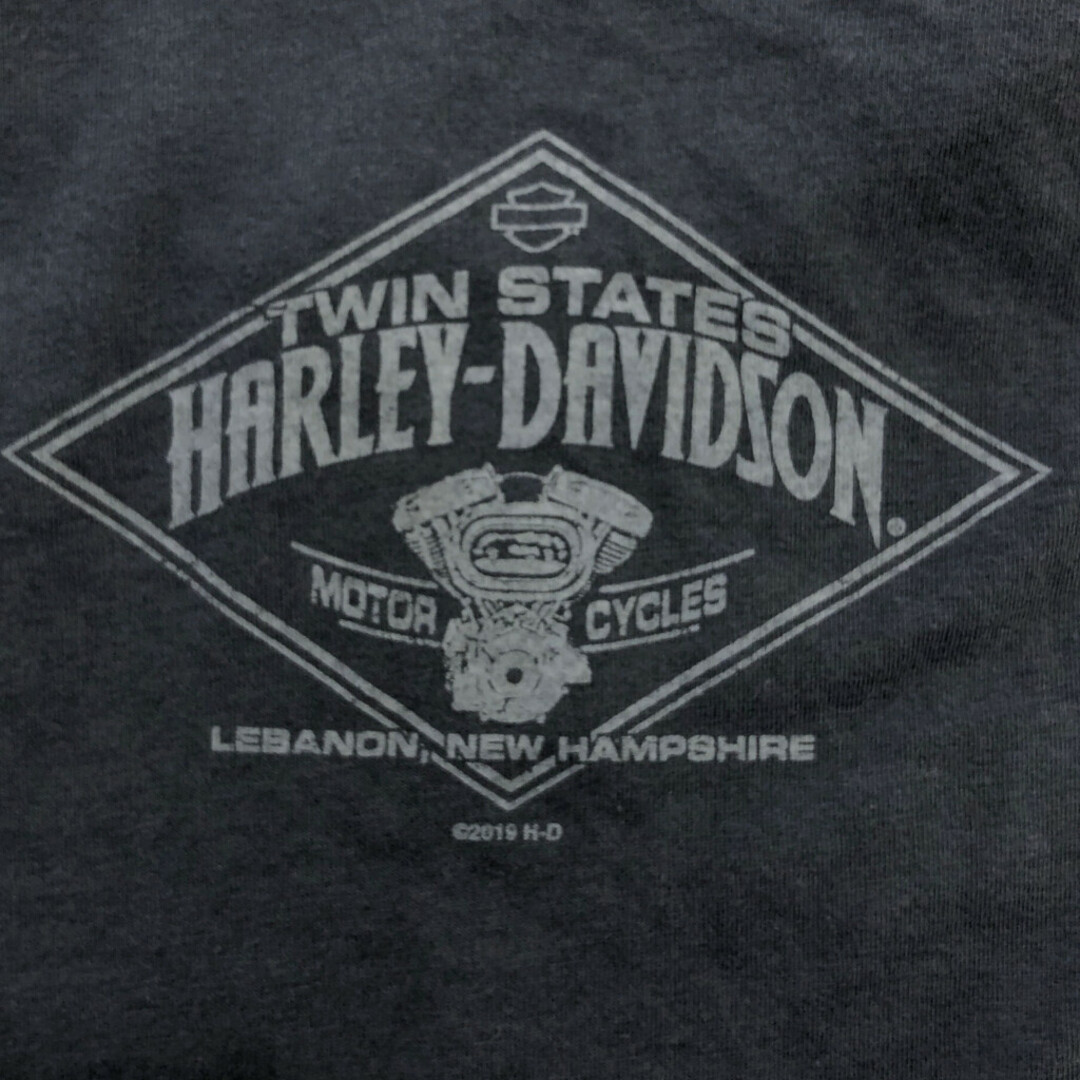 TWIN STATES
HARLEY-DAVIDSON®
MOTOR CYCLES
LEBANON, NEW HAMPSHIRE
©2019 H-D